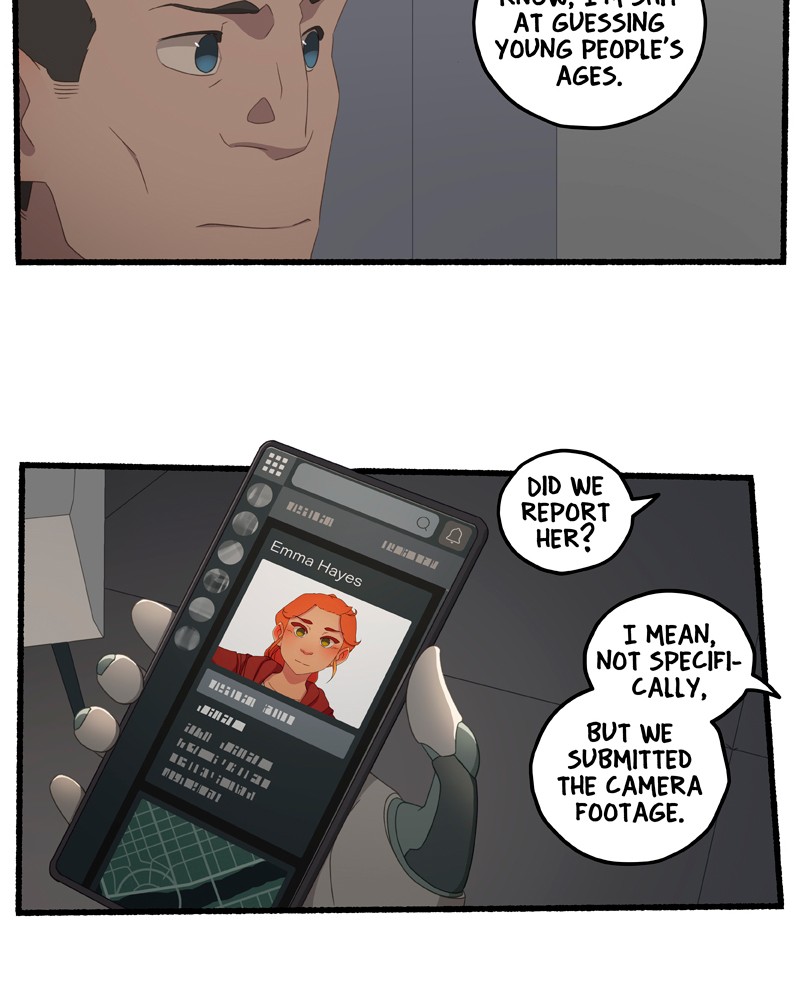 AT GUESSING
YOUNG PEOPLE'S
AGES.
DID WE
REPORT
HER?
Emma Hayes
I MEAN,
NOT SPECIFI-
CALLY,
BUT WE
SUBMITTED
THE CAMERA
FOOTAGE.